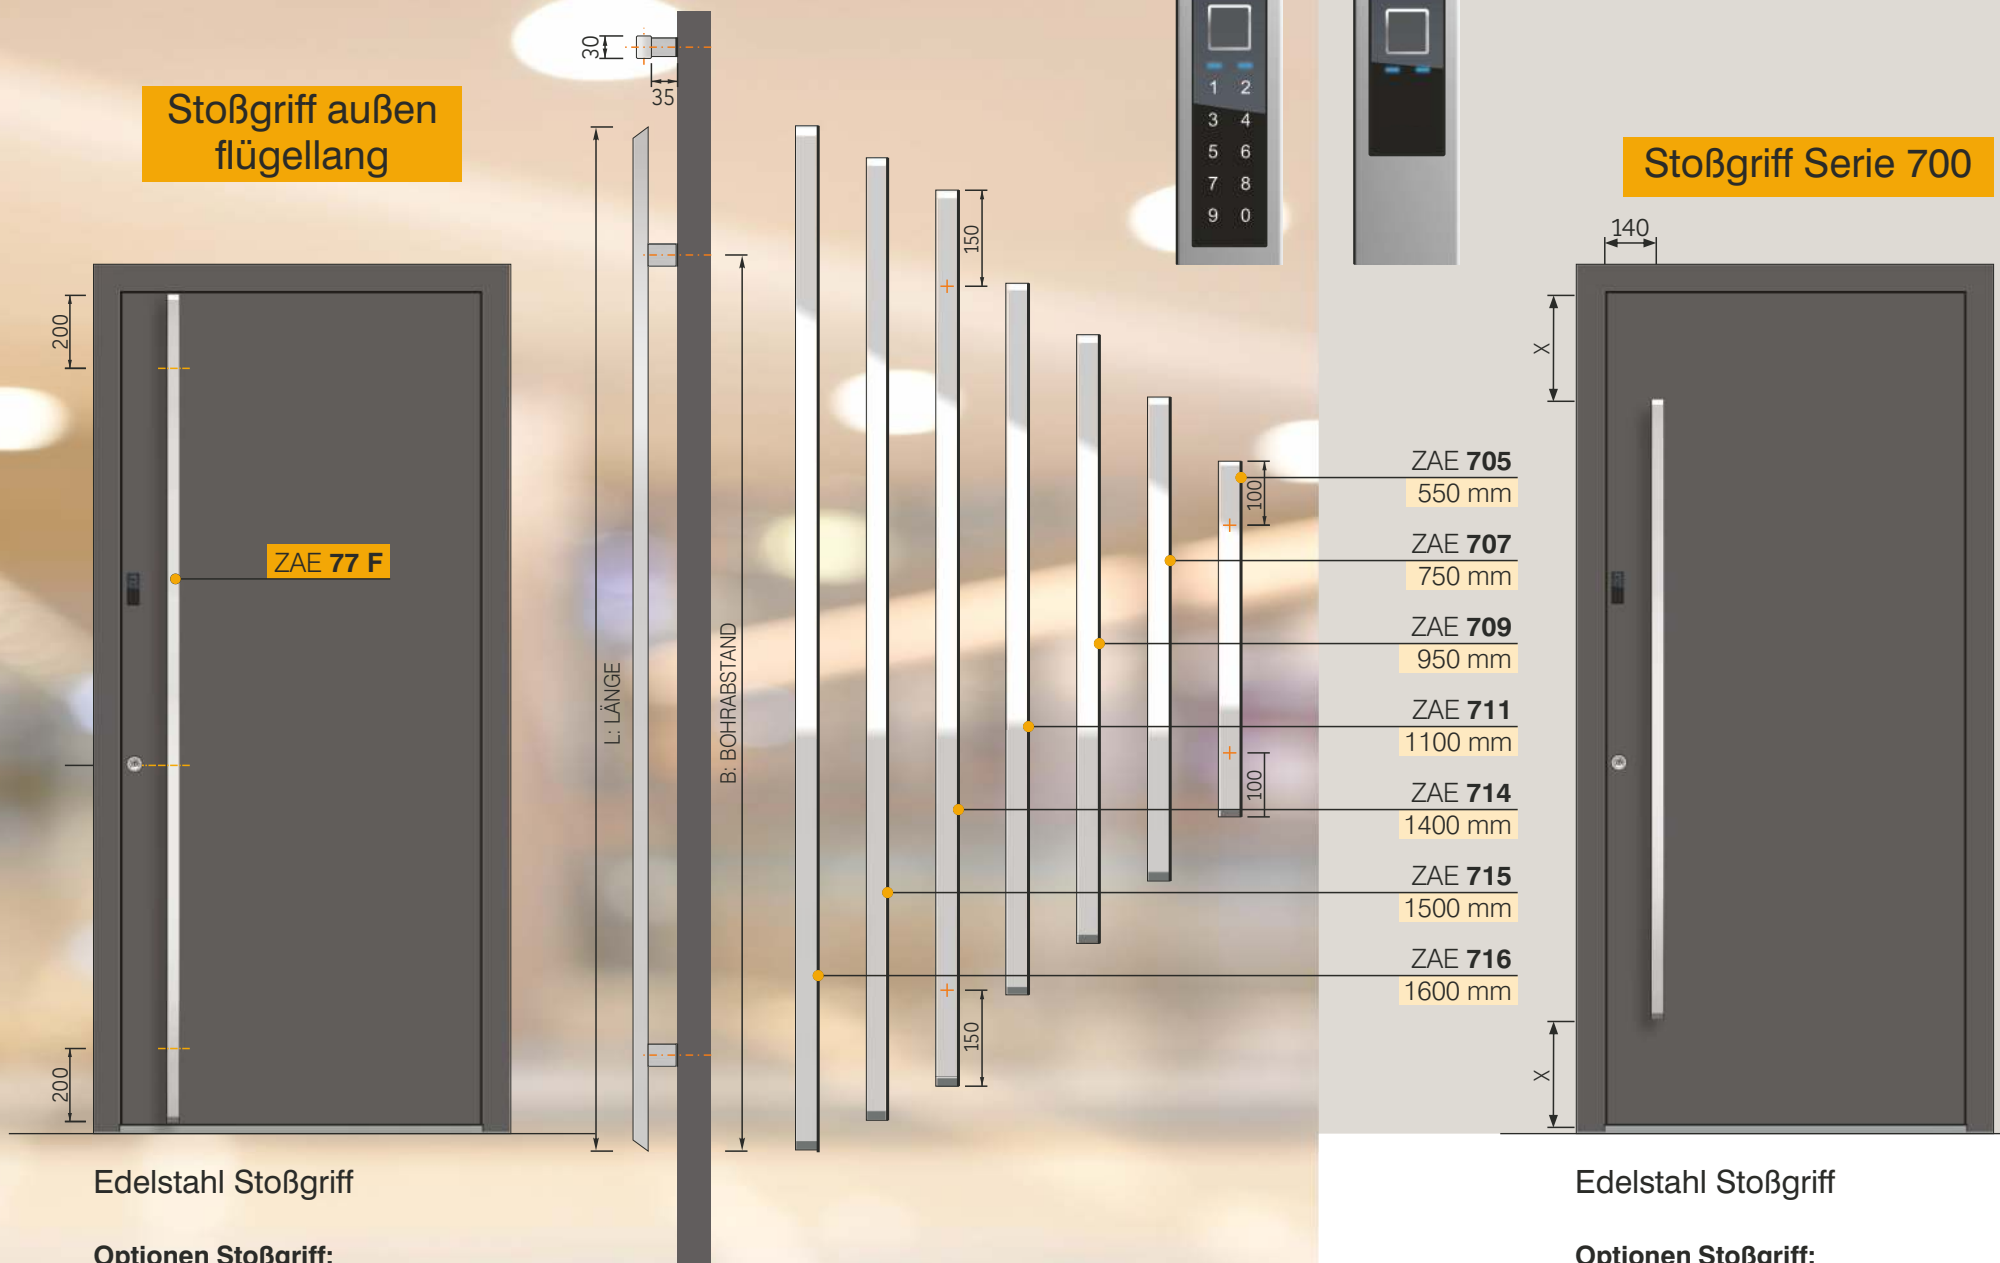 Stoßgriff außen
flügellang
30
35
200
ZAE 77 F
200
L: LÄNGE
B: BOHRABSTAND
150
150
100
100
1 2
3 4
5 6
7 8
9 0
ZAE 705
550 mm
ZAE 707
750 mm
ZAE 709
950 mm
ZAE 711
1100 mm
ZAE 714
1400 mm
ZAE 715
1500 mm
ZAE 716
1600 mm
Stoßgriff Serie 700
140
X
X
Edelstahl Stoßgriff
Optionen Stoßgriff:
Edelstahl Stoßgriff
Optionen Stoßgriff: